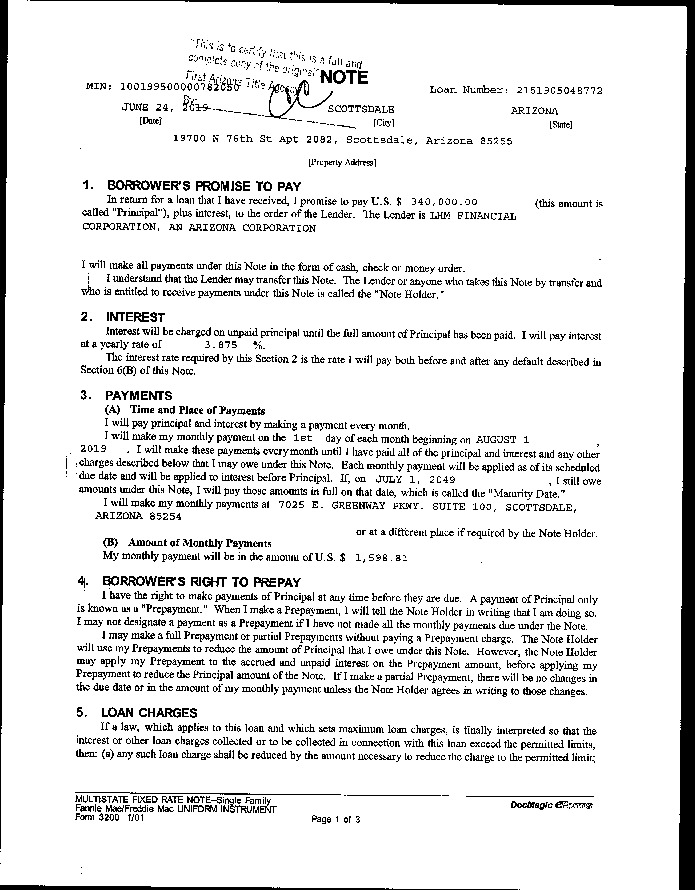 "This is to certify that this is a full and
complete copy of the original"
First Arizona Title Agency
NOTE
MIN: 100199500000782050
Loan Number: 2151905048772
By
JUNE 24, 2019
SCOTTSDALE
ARIZONA
[Date]
[City]
[State]
19700 N 76th St Apt 2082, Scottsdale, Arizona 85255
[Property Address]
1. BORROWER'S PROMISE TO PAY
In return for a loan that I have received, I promise to pay U.S. $ 340,000.00 (this amount is
called "Principal"), plus interest, to the order of the Lender. The Lender is LHM FINANCIAL
CORPORATION, AN ARIZONA CORPORATION
I will make all payments under this Note in the form of cash, check or money order.
I understand that the Lender may transfer this Note. The Lender or anyone who takes this Note by transfer and
who is entitled to receive payments under this Note is called the "Note Holder."
2. INTEREST
Interest will be charged on unpaid principal until the full amount of Principal has been paid. I will pay interest
at a yearly rate of 3.875 %.
The interest rate required by this Section 2 is the rate I will pay both before and after any default described in
Section 6(B) of this Note.
3. PAYMENTS
(A) Time and Place of Payments
I will pay principal and interest by making a payment every month.
I will make my monthly payment on the 1st day of each month beginning on AUGUST 1 ,
2019 . I will make these payments every month until I have paid all of the principal and interest and any other
charges described below that I may owe under this Note. Each monthly payment will be applied as of its scheduled
due date and will be applied to interest before Principal. If, on JULY 1, 2049 , I still owe
amounts under this Note, I will pay those amounts in full on that date, which is called the "Maturity Date."
I will make my monthly payments at 7025 E. GREENWAY PKWY. SUITE 100, SCOTTSDALE,
ARIZONA 85254
or at a different place if required by the Note Holder.
(B) Amount of Monthly Payments
My monthly payment will be in the amount of U.S. $ 1,598.81
4. BORROWER'S RIGHT TO PREPAY
I have the right to make payments of Principal at any time before they are due. A payment of Principal only
is known as a "Prepayment." When I make a Prepayment, I will tell the Note Holder in writing that I am doing so.
I may not designate a payment as a Prepayment if I have not made all the monthly payments due under the Note.
I may make a full Prepayment or partial Prepayments without paying a Prepayment charge. The Note Holder
will use my Prepayments to reduce the amount of Principal that I owe under this Note. However, the Note Holder
may apply my Prepayment to the accrued and unpaid interest on the Prepayment amount, before applying my
Prepayment to reduce the Principal amount of the Note. If I make a partial Prepayment, there will be no changes in
the due date or in the amount of my monthly payment unless the Note Holder agrees in writing to those changes.
5. LOAN CHARGES
If a law, which applies to this loan and which sets maximum loan charges, is finally interpreted so that the
interest or other loan charges collected or to be collected in connection with this loan exceed the permitted limits,
then: (a) any such loan charge shall be reduced by the amount necessary to reduce the charge to the permitted limit;
MULTISTATE FIXED RATE NOTE--Single Family
Fannie Mae/Freddie Mac UNIFORM INSTRUMENT
Form 3200 1/01
Page 1 of 3
DocMagic